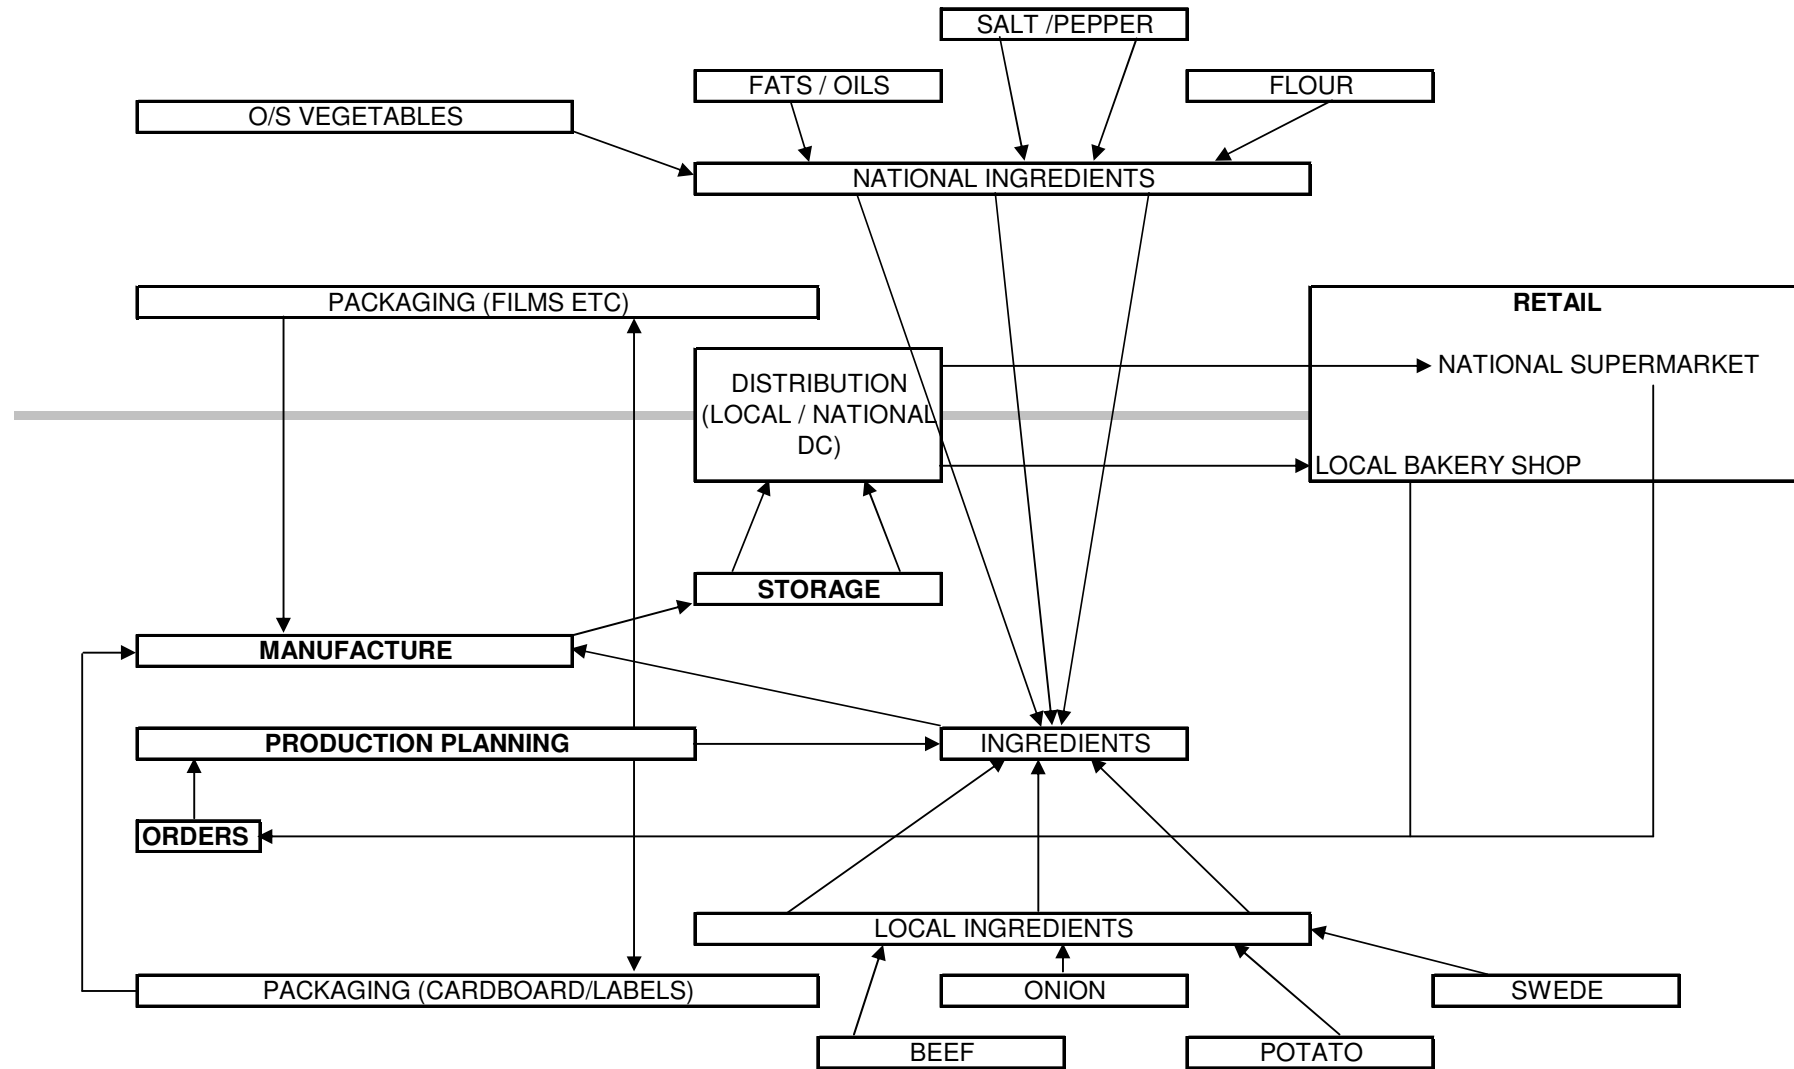 SALT /PEPPER
FATS / OILS
FLOUR
O/S VEGETABLES
NATIONAL INGREDIENTS
PACKAGING (FILMS ETC)
RETAIL
NATIONAL SUPERMARKET
DISTRIBUTION
(LOCAL / NATIONAL
DC)
LOCAL BAKERY SHOP
STORAGE
MANUFACTURE
PRODUCTION PLANNING
INGREDIENTS
ORDERS
LOCAL INGREDIENTS
PACKAGING (CARDBOARD/LABELS)
ONION
SWEDE
BEEF
POTATO